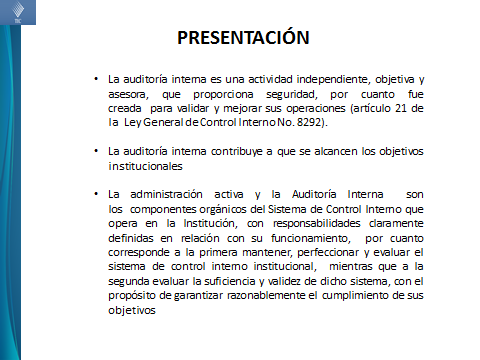 PRESENTACIÓN
• La auditoría interna es una actividad independiente, objetiva y
asesora, que proporciona seguridad, por cuanto fue
creada para validar y mejorar sus operaciones (artículo 21 de
la Ley General de Control Interno No. 8292).
• La auditoría interna contribuye a que se alcancen los objetivos
institucionales
• La administración activa y la Auditoría Interna son
los componentes orgánicos del Sistema de Control Interno que
opera en la Institución, con responsabilidades claramente
definidas en relación con su funcionamiento, por cuanto
corresponde a la primera mantener, perfeccionar y evaluar el
sistema de control interno institucional, mientras que a la
segunda evaluar la suficiencia y validez de dicho sistema, con el
propósito de garantizar razonablemente el cumplimiento de sus
objetivos